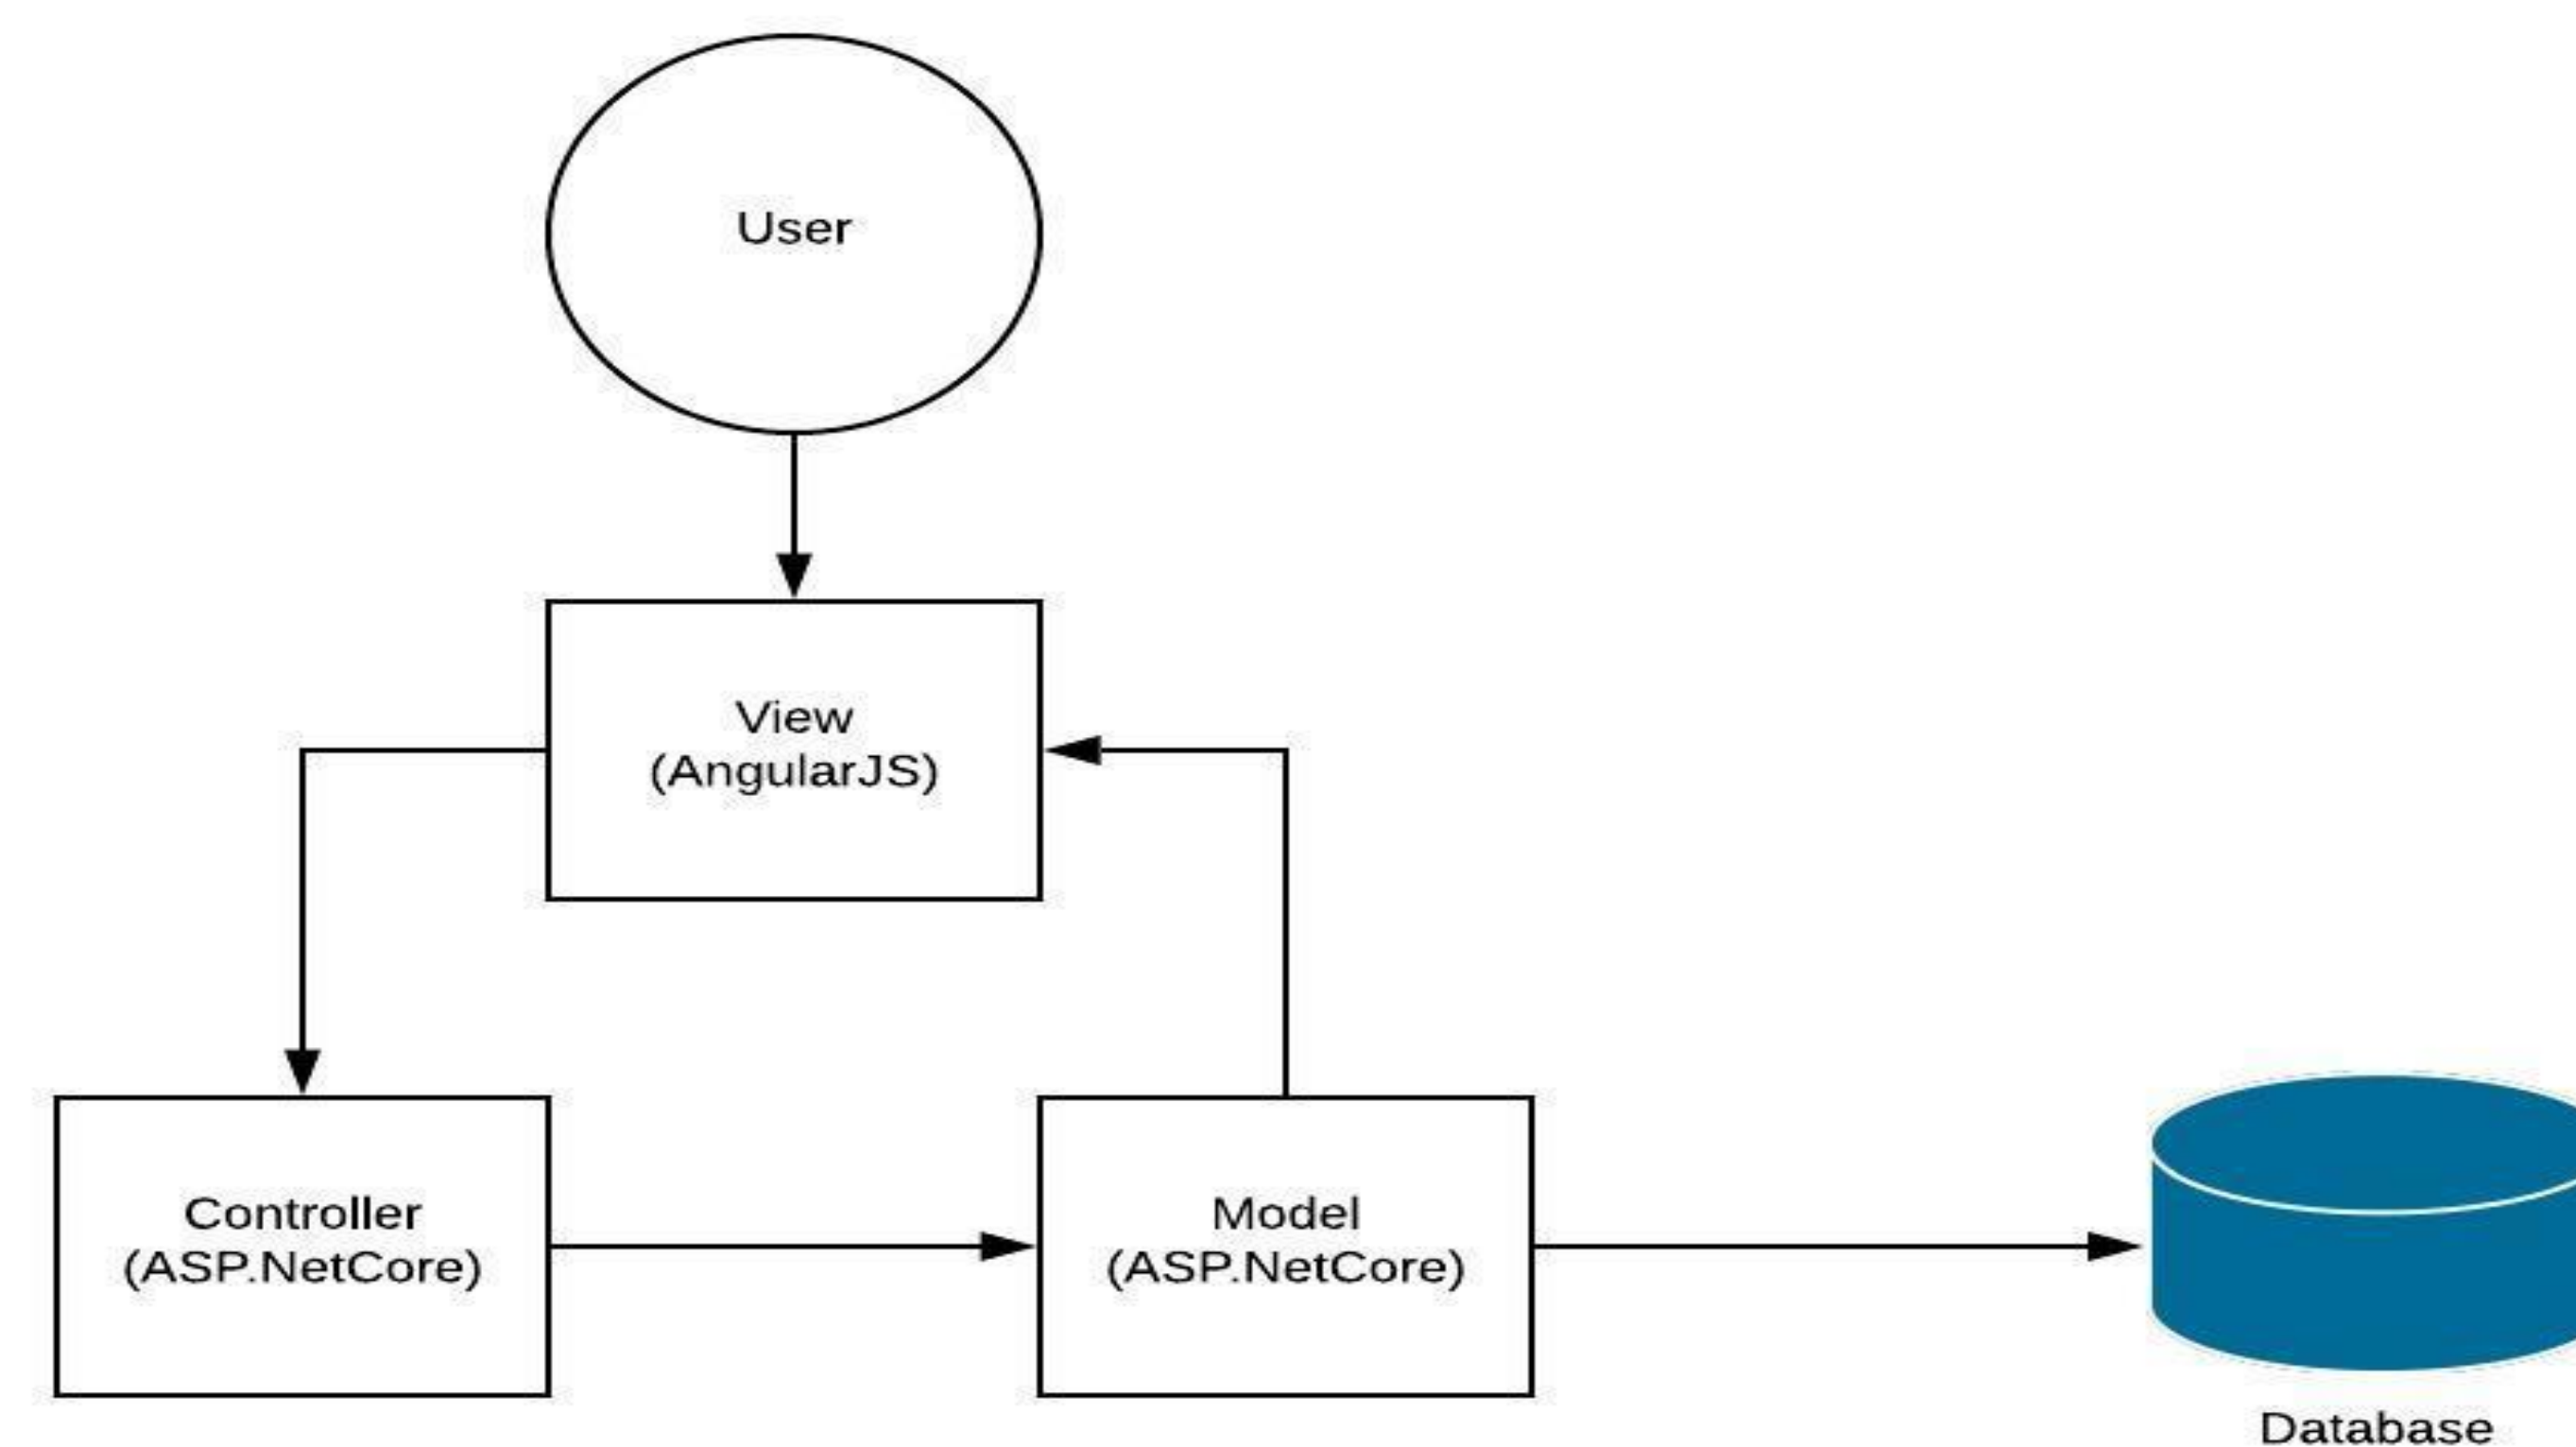 User
View
(AngularJS)
Controller
(ASP.NetCore)
Model
(ASP.NetCore)
Database